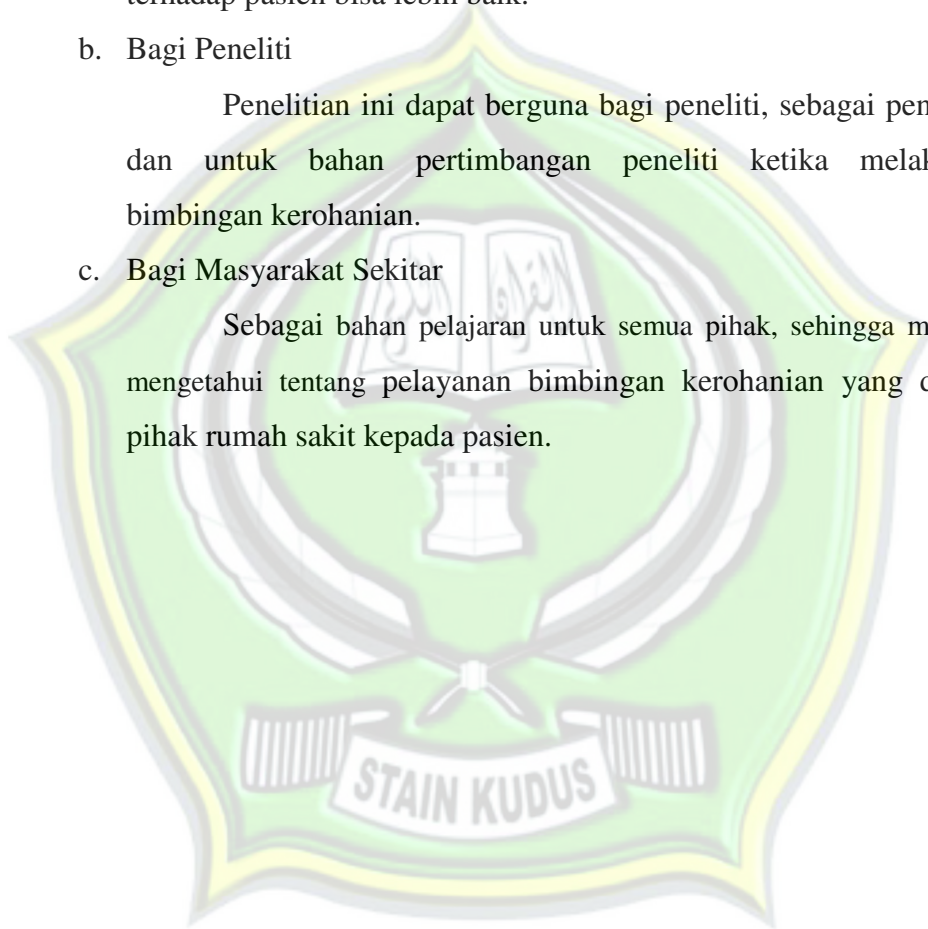 terhadap pasien bisa lebih baik.
b. Bagi Peneliti
Penelitian ini dapat berguna bagi peneliti, sebagai
dan untuk bahan pertimbangan peneliti ketika
bimbingan kerohanian.
c. Bagi Masyarakat Sekitar
Sebagai bahan pelajaran untuk semua pihak, sehingga
mengetahui tentang pelayanan bimbingan kerohanian yang
pihak rumah sakit kepada pasien.
STAIN KUDUS